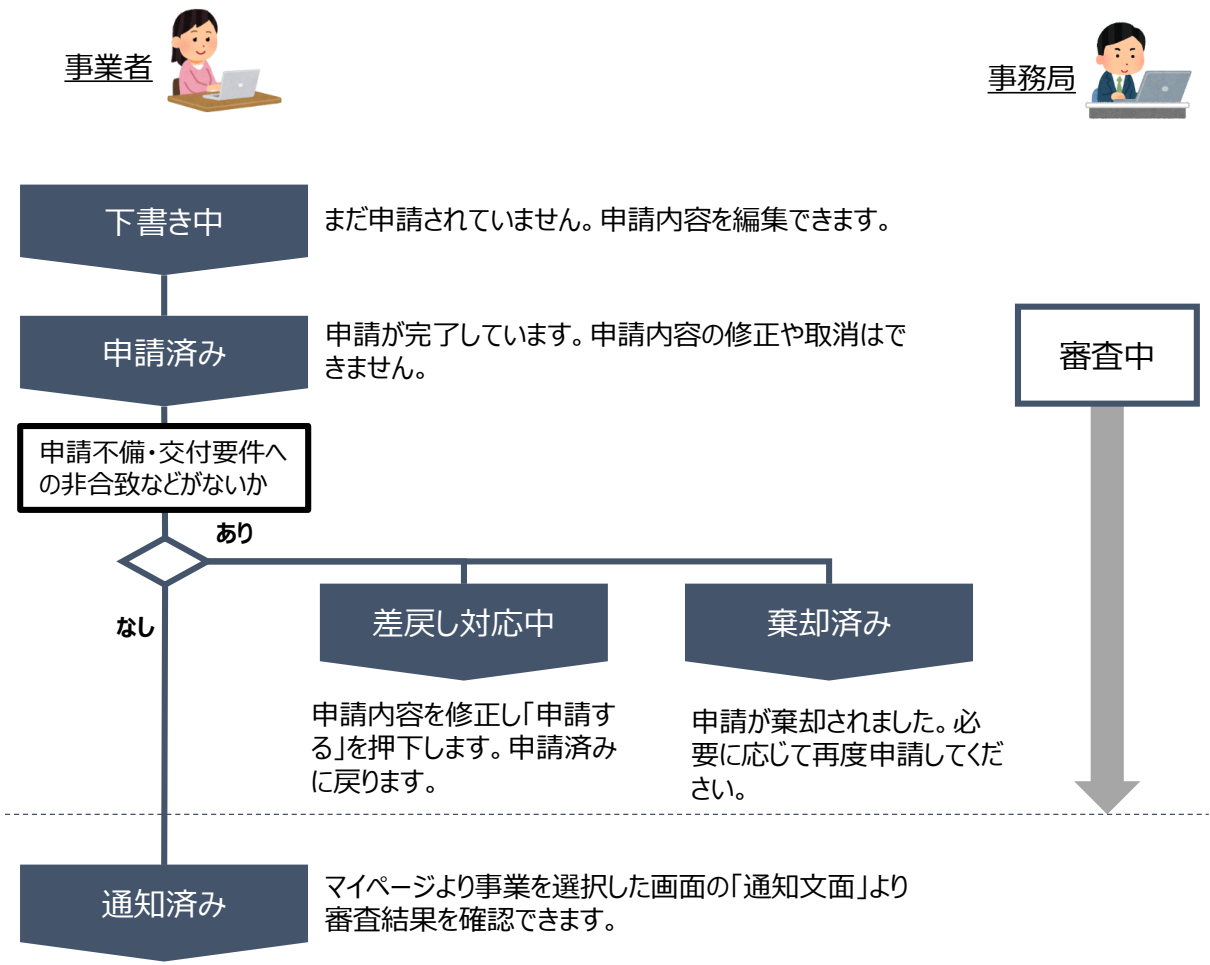 事業者
事務局
下書き中
まだ申請されていません。申請内容を編集できます。
申請済み
申請が完了しています。申請内容の修正や取消はで
きません。
審査中
申請不備・交付要件へ
の非合致などがないか
あり
なし
差戻し対応中
棄却済み
申請内容を修正し「申請す
る」を押下します。申請済み
に戻ります。
申請が棄却されました。必
要に応じて再度申請してくだ
さい。
通知済み
マイページより事業を選択した画面の「通知文面」より
審査結果を確認できます。